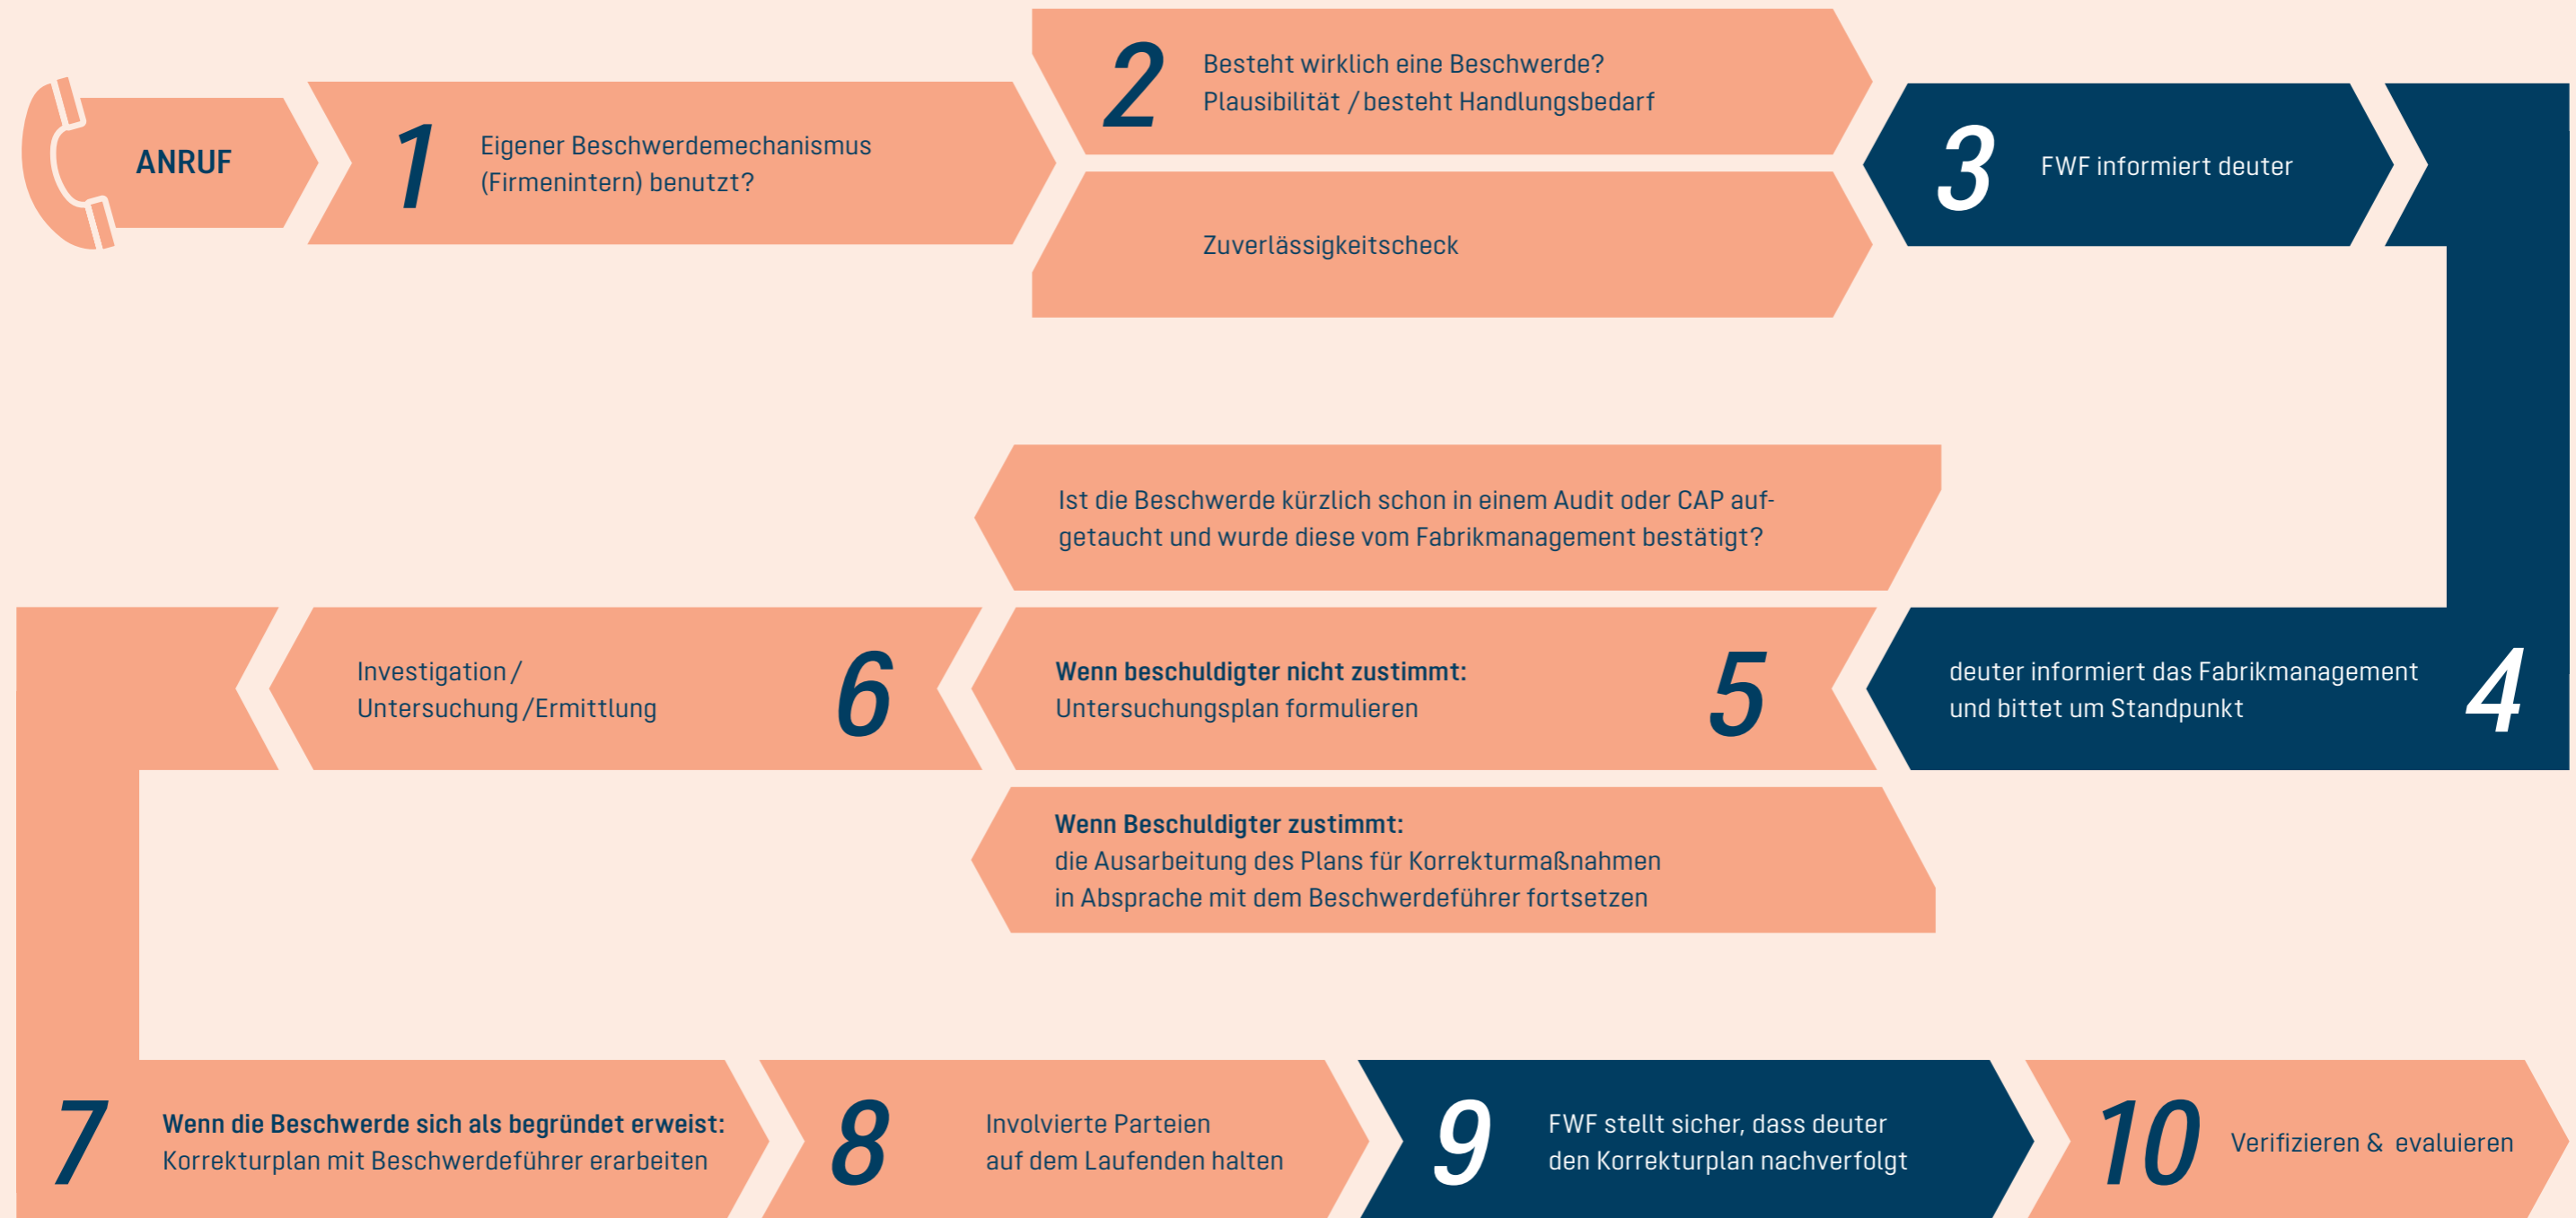 ANRUF
1
Eigener Beschwerdemechanismus
(Firmenintern) benutzt?
2
Besteht wirklich eine Beschwerde?
Plausibilität / besteht Handlungsbedarf
Zuverlässigkeitscheck
3
FWF informiert deuter
4
deuter informiert das Fabrikmanagement
und bittet um Standpunkt
5
Ist die Beschwerde kürzlich schon in einem Audit oder CAP auf-
getaucht und wurde diese vom Fabrikmanagement bestätigt?
Wenn beschuldigter nicht zustimmt:
Untersuchungsplan formulieren
Wenn Beschuldigter zustimmt:
die Ausarbeitung des Plans für Korrekturmaßnahmen
in Absprache mit dem Beschwerdeführer fortsetzen
6
Investigation /
Untersuchung /Ermittlung
7
Wenn die Beschwerde sich als begründet erweist:
Korrekturplan mit Beschwerdeführer erarbeiten
8
Involvierte Parteien
auf dem Laufenden halten
9
FWF stellt sicher, dass deuter
den Korrekturplan nachverfolgt
10
Verifizieren & evaluieren